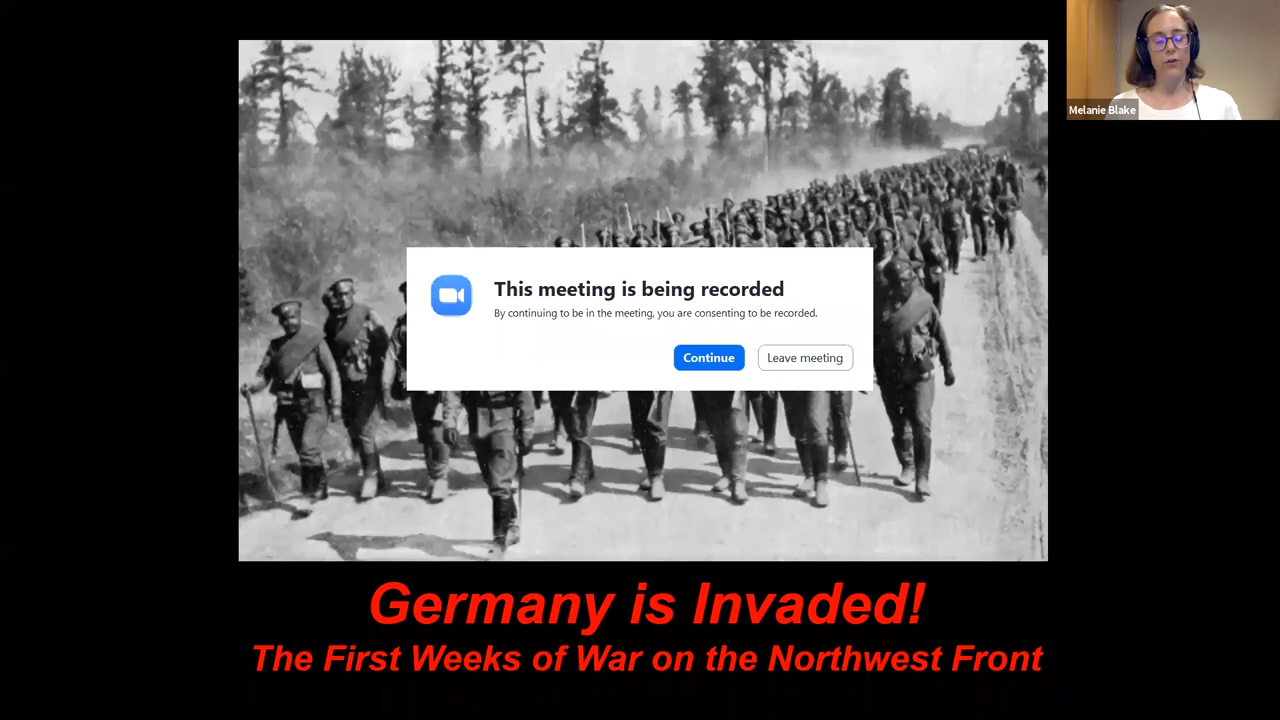 Melanie Blake
This meeting is being recorded
By continuing to be in the meeting, you are consenting to be recorded.
Continue
Leave meeting
Germany is Invaded!
The First Weeks of War on the Northwest Front